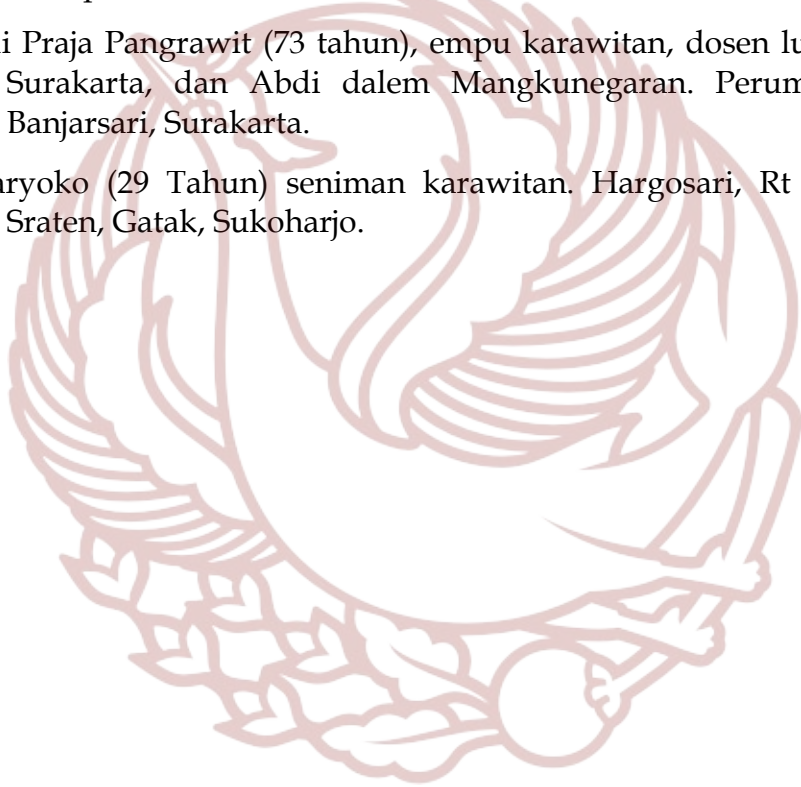 i Praja Pangrawit (73 tahun), empu karawitan, dosen lu
Surakarta, dan Abdi dalem Mangkunegaran. Perum
Banjarsari, Surakarta.
aryoko (29 Tahun) seniman karawitan. Hargosari, Rt
Sraten, Gatak, Sukoharjo.